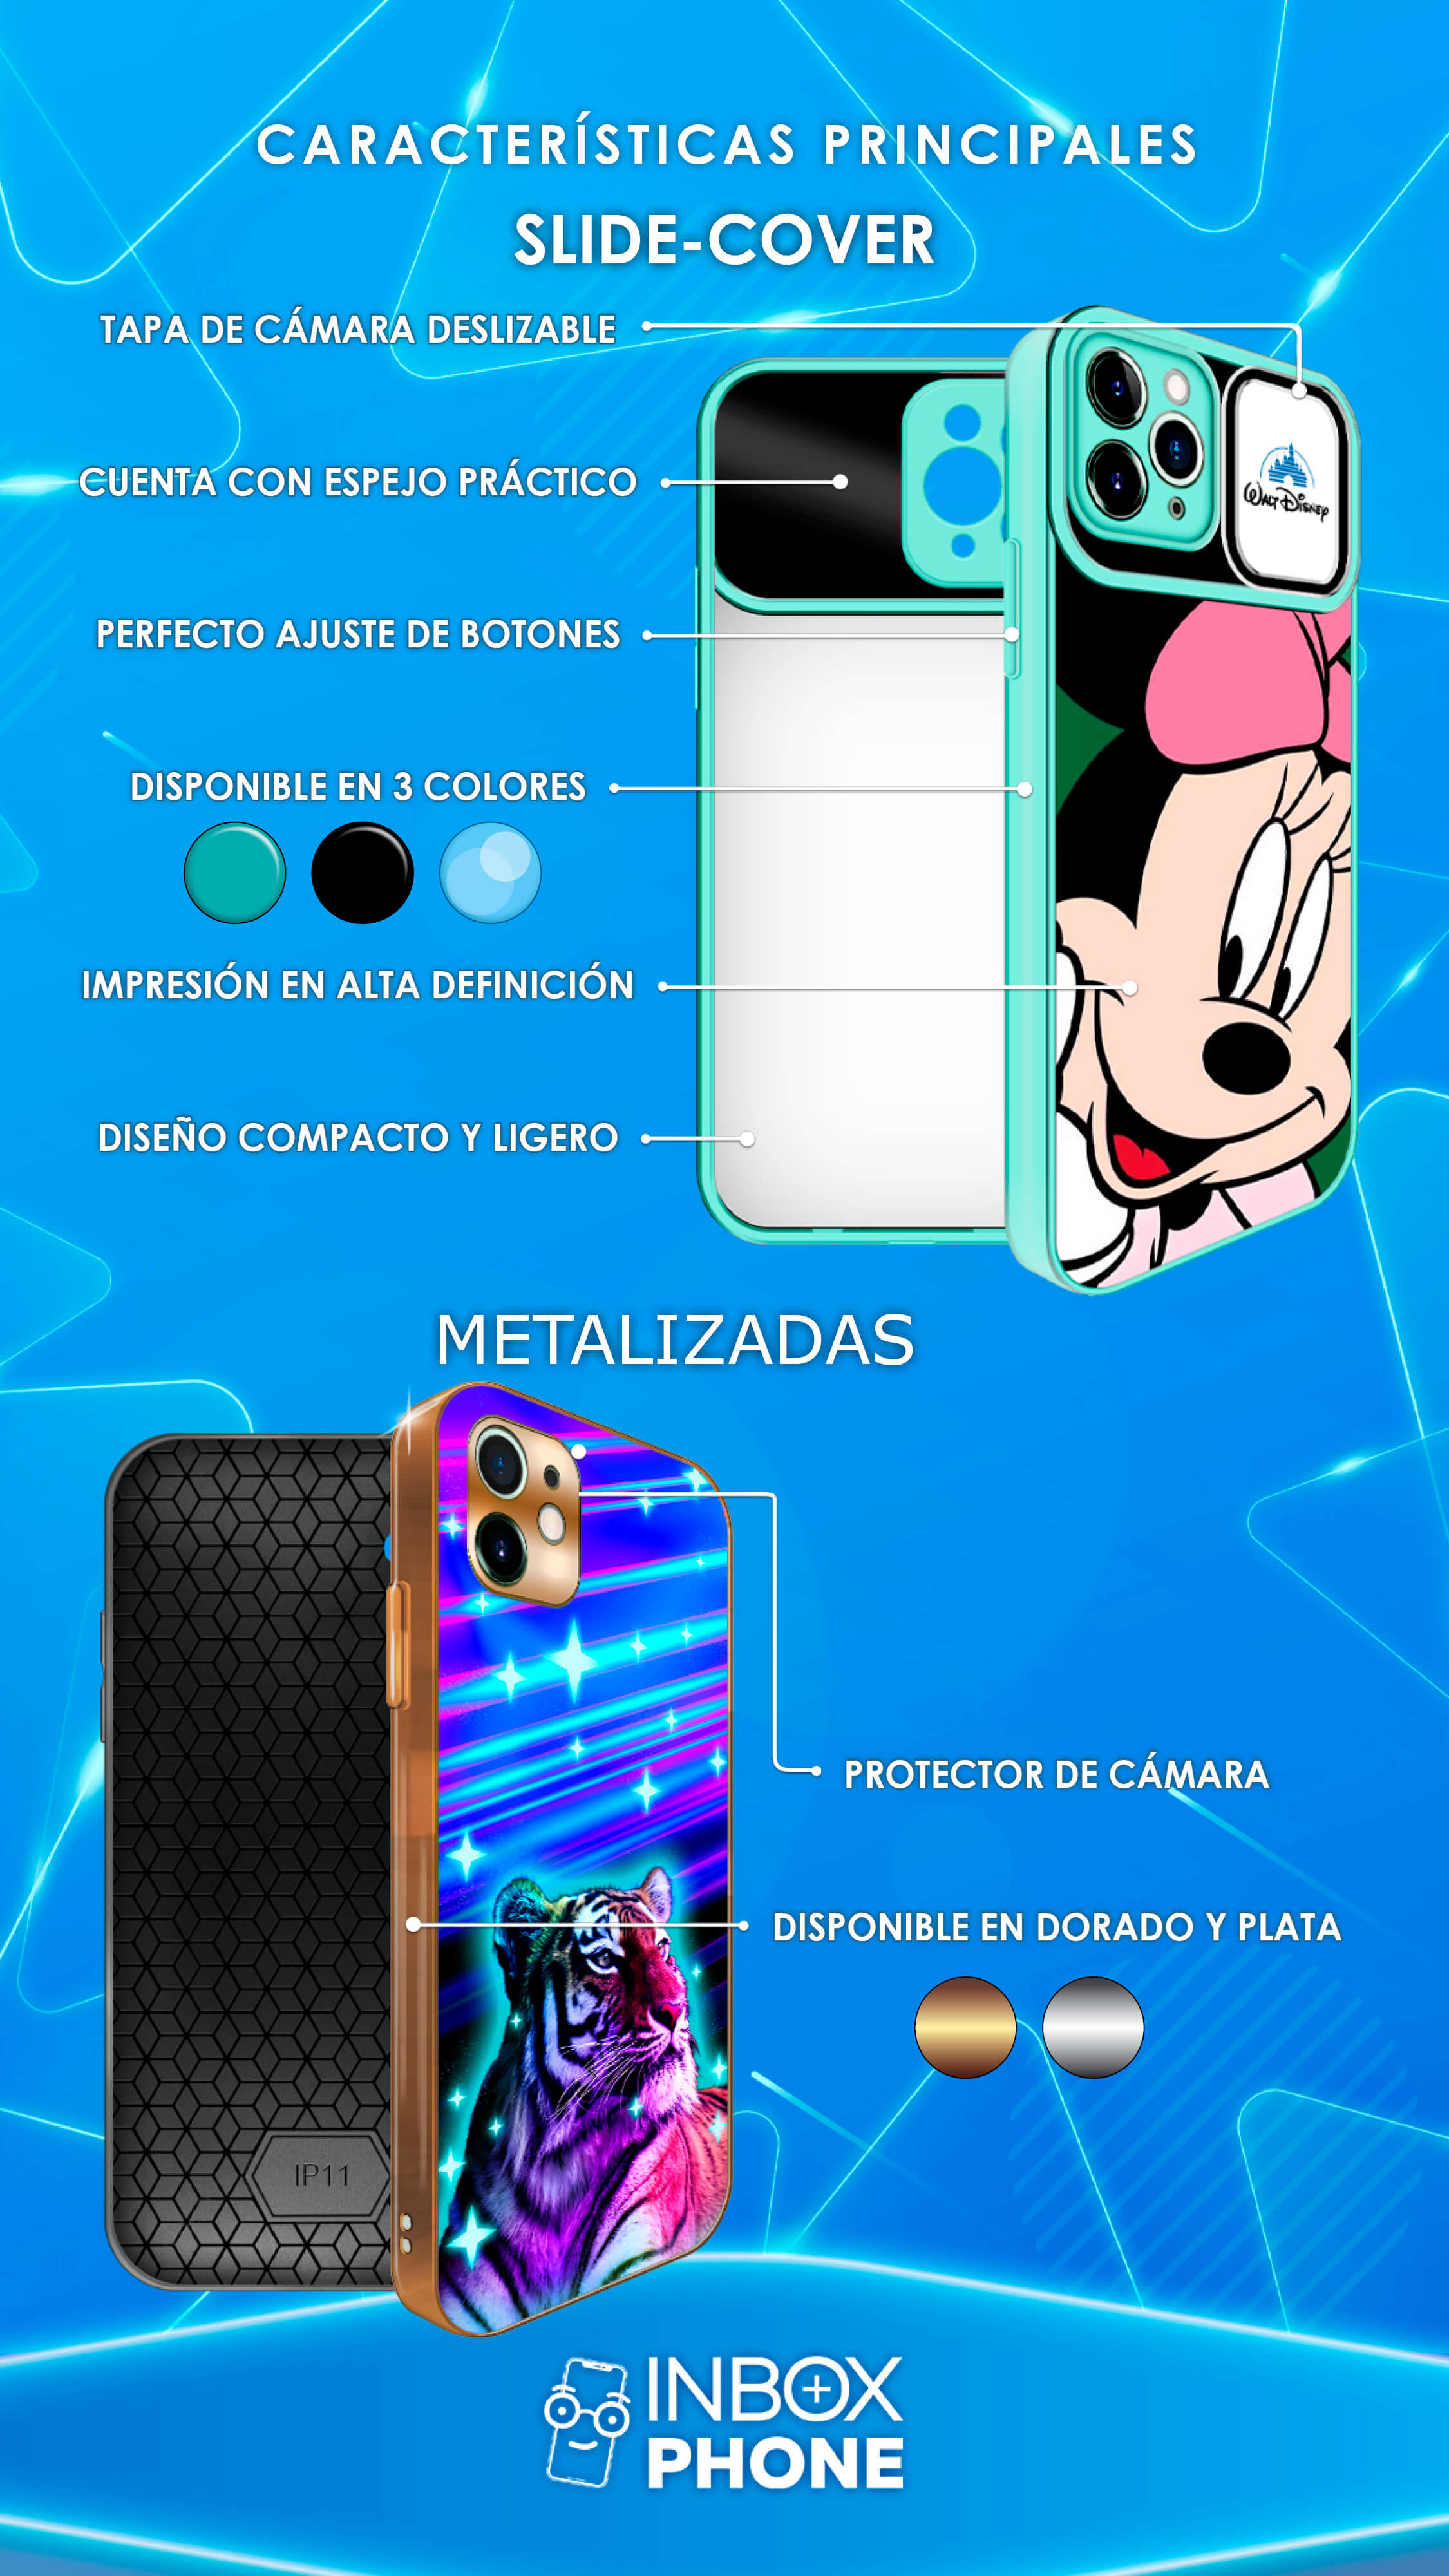 CARACTERÍSTICAS PRINCIPALES
SLIDE-COVER
TAPA DE CÁMARA DESLIZABLE
WALT DISNEY
CUENTA CON ESPEJO PRÁCTICO
PERFECTO AJUSTE DE BOTONES
DISPONIBLE EN 3 COLORES
IMPRESIÓN EN ALTA DEFINICIÓN
DISEÑO COMPACTO Y LIGERO
METALIZADAS
PROTECTOR DE CÁMARA
DISPONIBLE EN DORADO Y PLATA
IP11
INBOX
PHONE